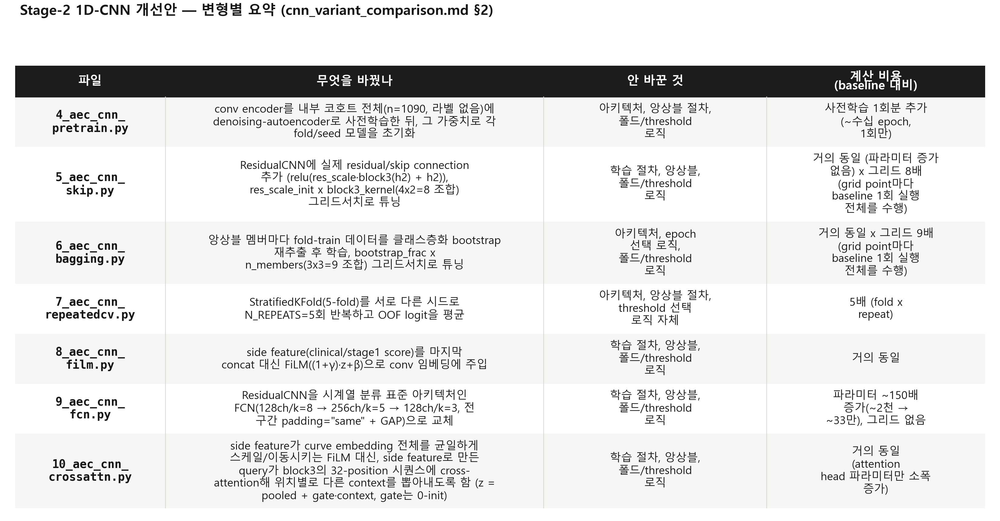 Stage-2 1D-CNN 개선안 — 변형별 요약 (cnn_variant_comparison.md §2)
파일
무엇을 바꿨나
안 바꾼 것
계산 비용
(baseline 대비)
4_aec_cnn_
pretrain.py
conv encoder를 내부 코호트 전체(n=1090, 라벨 없음)에
denoising-autoencoder로 사전학습한 뒤, 그 가중치로 각
fold/seed 모델을 초기화
아키텍처, 앙상블 절차,
폴드/threshold
로직
사전학습 1회분 추가
(~수십 epoch,
1회만)
5_aec_cnn_
skip.py
ResidualCNN에 실제 residual/skip connection
추가 (relu(res_scale·block3(h2) + h2)),
res_scale_init x block3_kernel(4x2=8 조합)
그리드서치로 튜닝
학습 절차, 앙상블,
폴드/threshold
로직
거의 동일 (파라미터 증가
없음) x 그리드 8배
(grid point마다
baseline 1회 실행
전체를 수행)
6_aec_cnn_
bagging.py
앙상블 멤버마다 fold-train 데이터를 클래스층화 bootstrap
재추출 후 학습, bootstrap_frac x
n_members(3x3=9 조합) 그리드서치로 튜닝
아키텍처, epoch
선택 로직,
폴드/threshold
로직
거의 동일 x 그리드 9배
(grid point마다
baseline 1회 실행
전체를 수행)
7_aec_cnn_
repeatedcv.py
StratifiedKFold(5-fold)를 서로 다른 시드로
N_REPEATS=5회 반복하고 OOF logit을 평균
아키텍처, 앙상블 절차,
threshold 선택
로직 자체
5배 (fold x
repeat)
8_aec_cnn_
film.py
side feature(clinical/stage1 score)를 마지막
concat 대신 FiLM((1+γ)·z+β)으로 conv 임베딩에 주입
학습 절차, 앙상블,
폴드/threshold
로직
거의 동일
9_aec_cnn_
fcn.py
ResidualCNN을 시계열 분류 표준 아키텍처인
FCN(128ch/k=8 → 256ch/k=5 → 128ch/k=3, 전
구간 padding="same" + GAP)으로 교체
학습 절차, 앙상블,
폴드/threshold
로직
파라미터 ~150배
증가(~2천 →
~33만), 그리드 없음
10_aec_cnn_
crossattn.py
side feature가 curve embedding 전체를 균일하게
스케일/이동시키는 FiLM 대신, side feature로 만든
query가 block3의 32-position 시퀀스에 cross-
attention해 위치별로 다른 context를 뽑아내도록 함 (z =
pooled + gate·context, gate는 0-init)
학습 절차, 앙상블,
폴드/threshold
로직
거의 동일
(attention
head 파라미터만 소폭
증가)